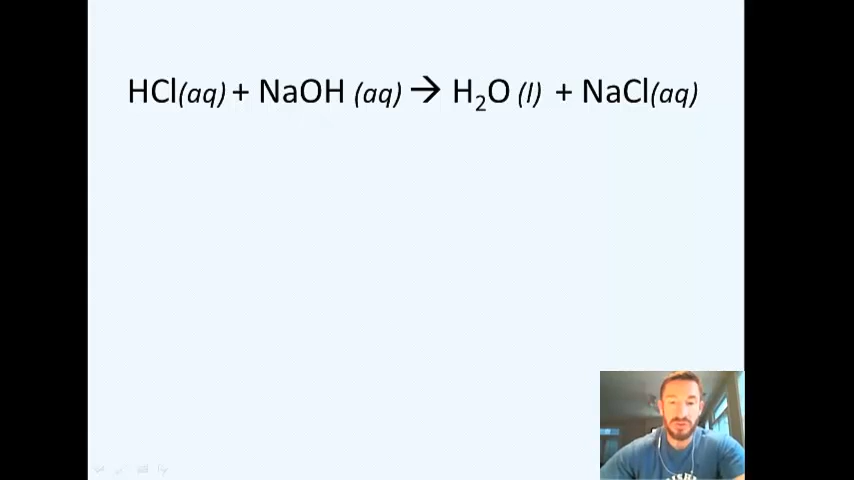 HCl(aq) + NaOH (aq) → H₂O (l) + NaCl(aq)